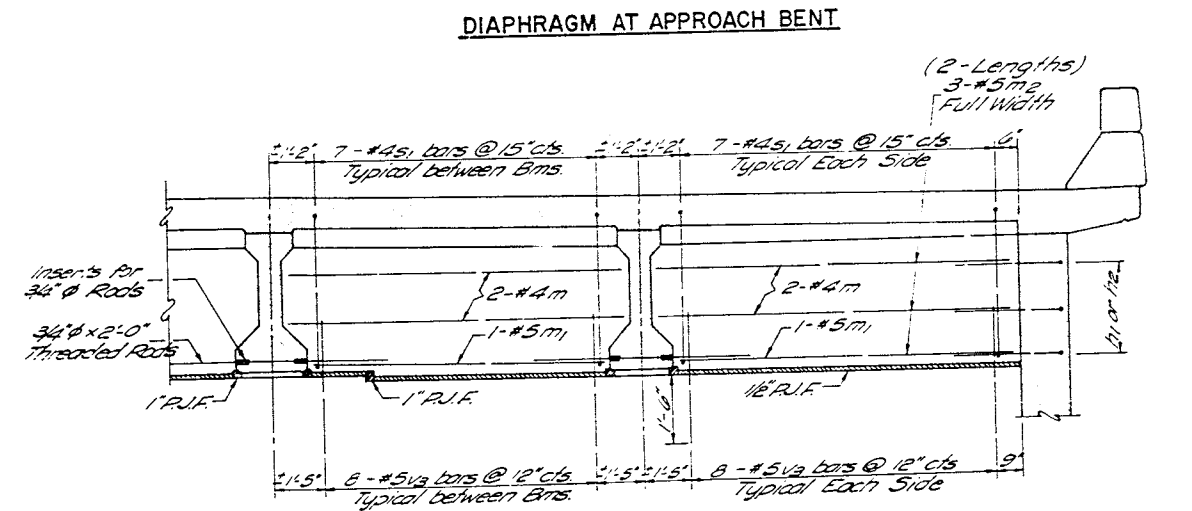 DIAPHRAGM AT APPROACH BENT
(2-Lengths)
3-#5m2
Full Width
±1'-2"
7-#4s1 bars @ 15" cts.
Typical between Bms.
±1'-2"
±1'-2"
7-#4s1 bars @ 15" cts.
Typical Each Side
6"
Inserts for
3/4" φ Rods
3/4" φ x 2'-0"
Threaded Rods
2-#4m
2-#4m
1-#5m1
1-#5m1
h1 or h2
1" P.J.F.
1" P.J.F.
1'-6"
1/2" P.J.F.
±1'-5"
8-#5v3 bars @ 12" cts.
Typical between Bms.
±1'-5"
±1'-5"
8-#5v3 bars @ 12" cts
Typical Each Side
9"